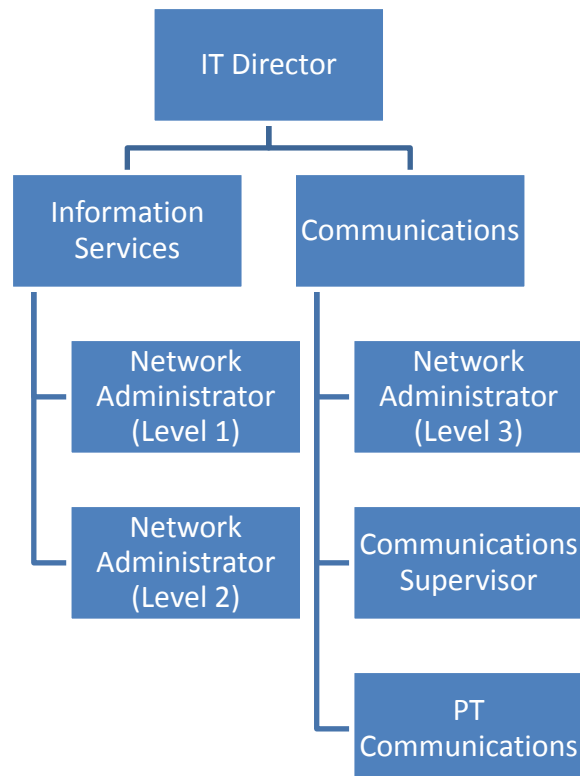 IT Director
Information
Services
Communications
Network
Administrator
(Level 1)
Network
Administrator
(Level 2)
Network
Administrator
(Level 3)
Communications
Supervisor
PT
Communications